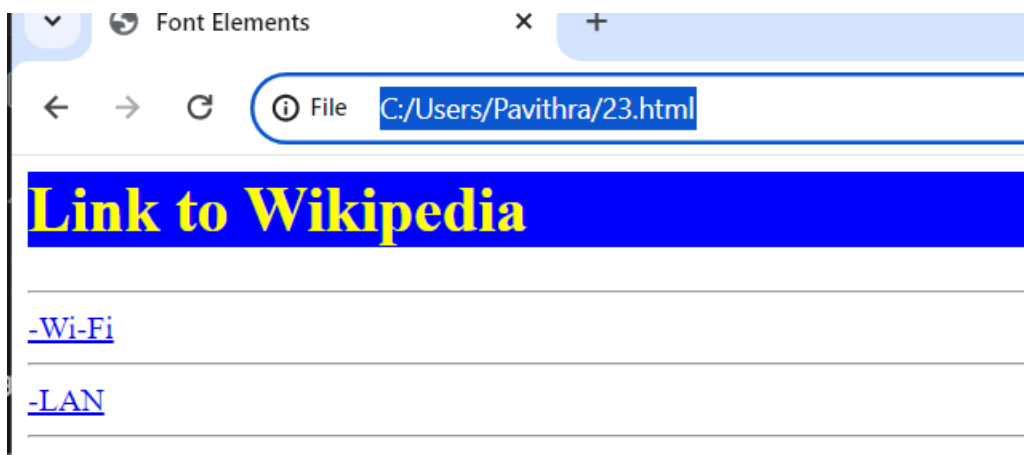 Font Elements
File C:/Users/Pavithra/23.html
Link to Wikipedia
-Wi-Fi
-LAN